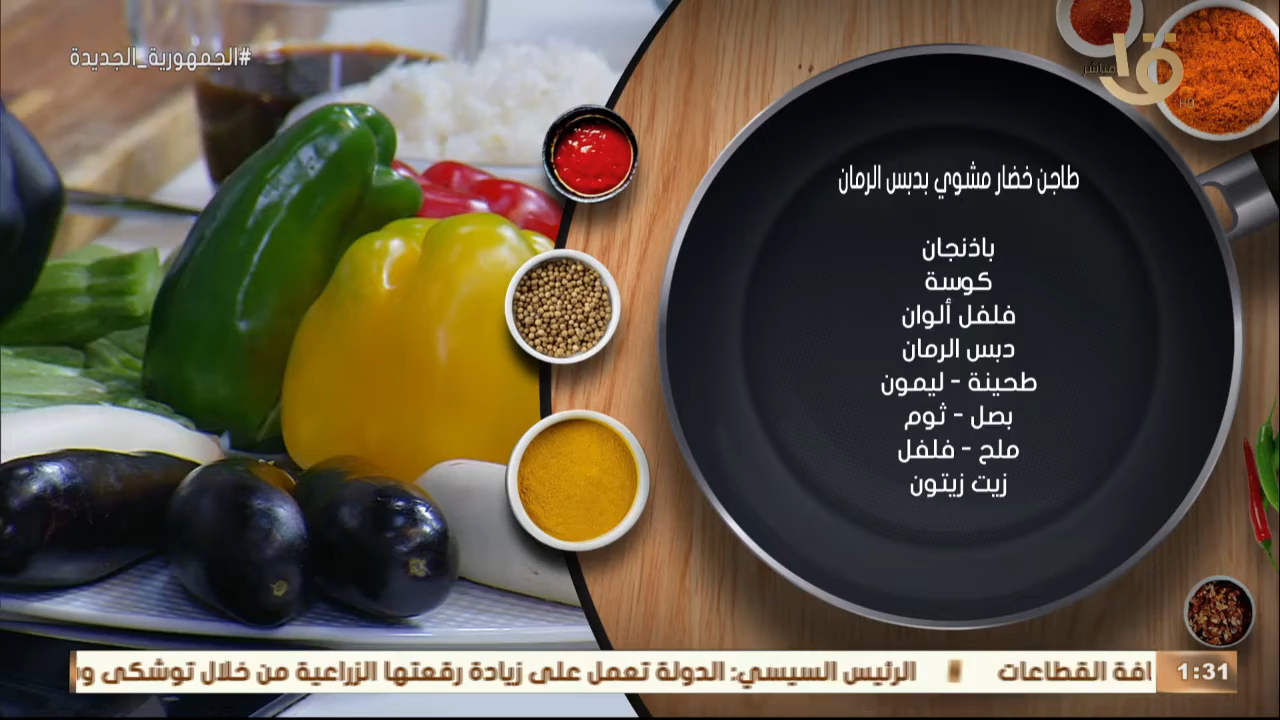 #الجمهورية_الجديدة
مباشر
طاجن خضار مشوي بدبس الرمان
باذنجان
كوسة
فلفل ألوان
دبس الرمان
طحينة - ليمون
بصل - ثوم
ملح - فلفل
زيت زيتون
1:31
افة القطاعات
الرئيس السيسي: الدولة تعمل على زيادة رقعتها الزراعية من خلال توشكى